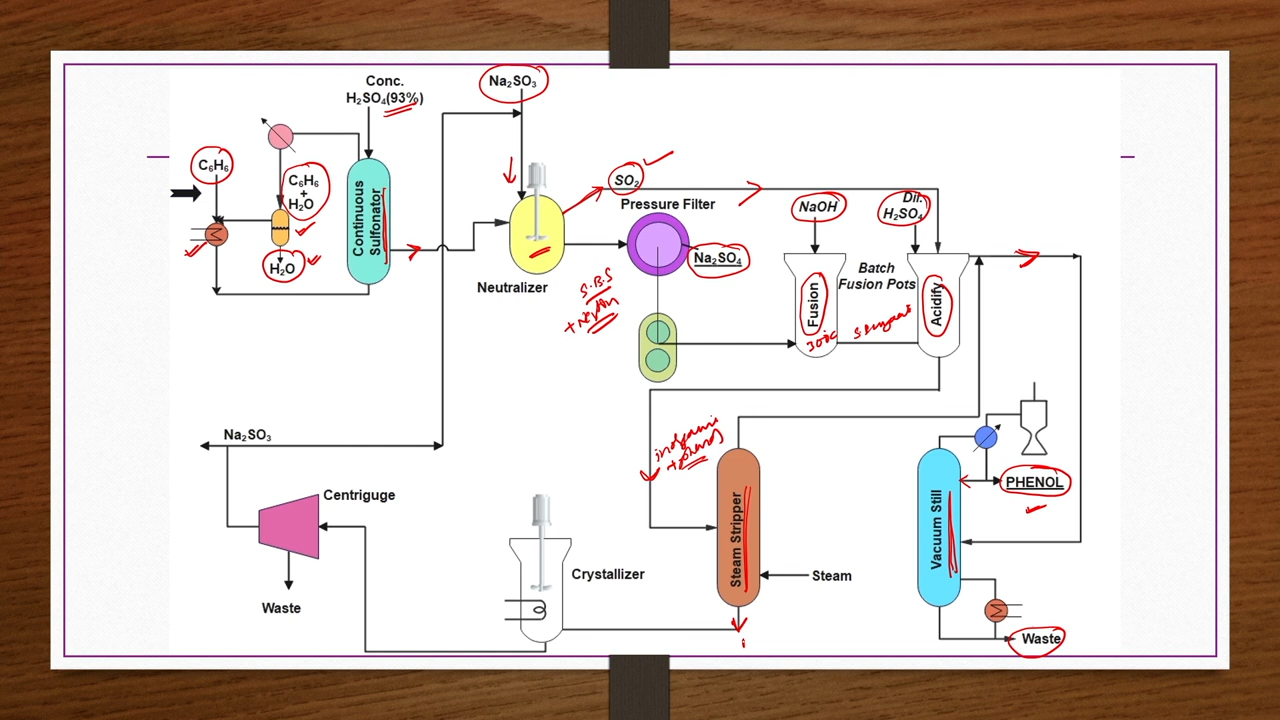 Conc.
H₂SO₄(93%)
Na₂SO₃
C₆H₆
C₆H₆
+
H₂O
H₂O
Continuous
Sulfonator
Neutralizer
SO₂
Pressure Filter
Na₂SO₄
S.B.S
NaOH
Dil.
H₂SO₄
Batch
Fusion Pots
Fusion
Acidify
Na₂SO₃
Centriguge
Waste
Crystallizer
Steam Stripper
Steam
Vacuum Still
PHENOL
Waste